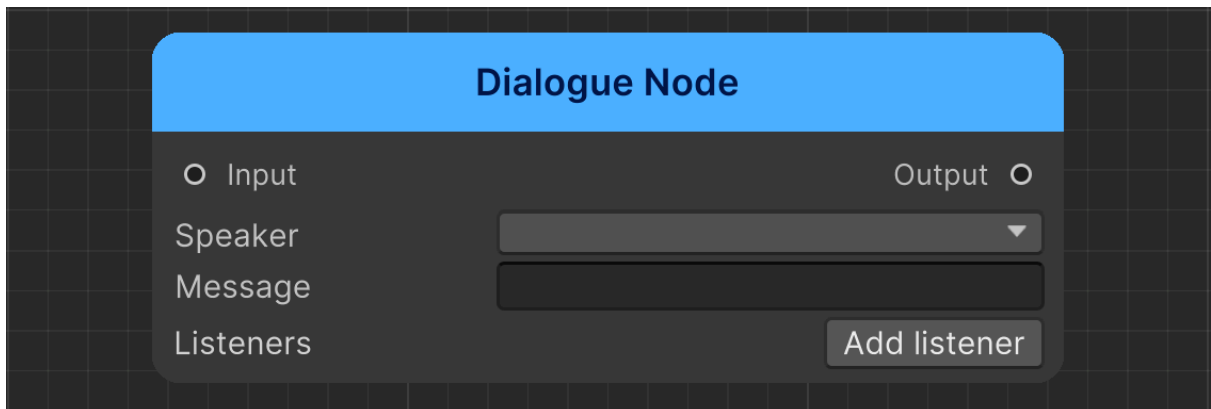 Dialogue Node
Input Output
Speaker
Message
Listeners Add listener